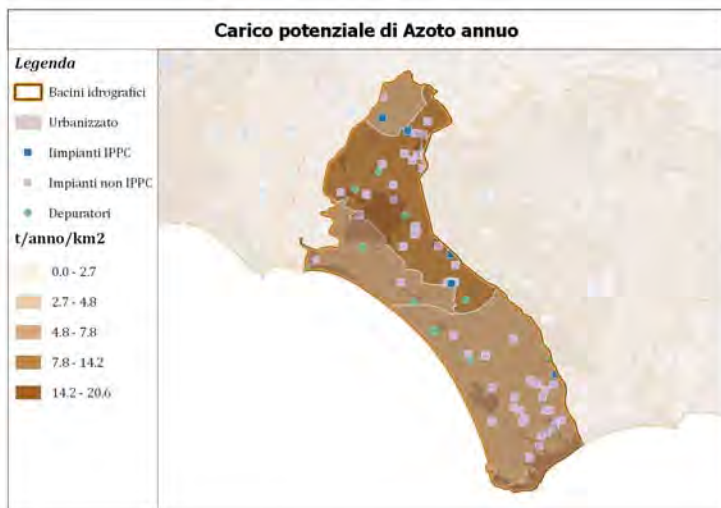 Carico potenziale di Azoto annuo
Legenda
Bacini idrografici
Urbanizzato
Iimpianti IPPC
Impianti non IPPC
Depuratori
t/anno/km2
0.0 - 2.7
2.7 - 4.8
4.8 - 7.8
7.8 - 14.2
14.2 - 20.6